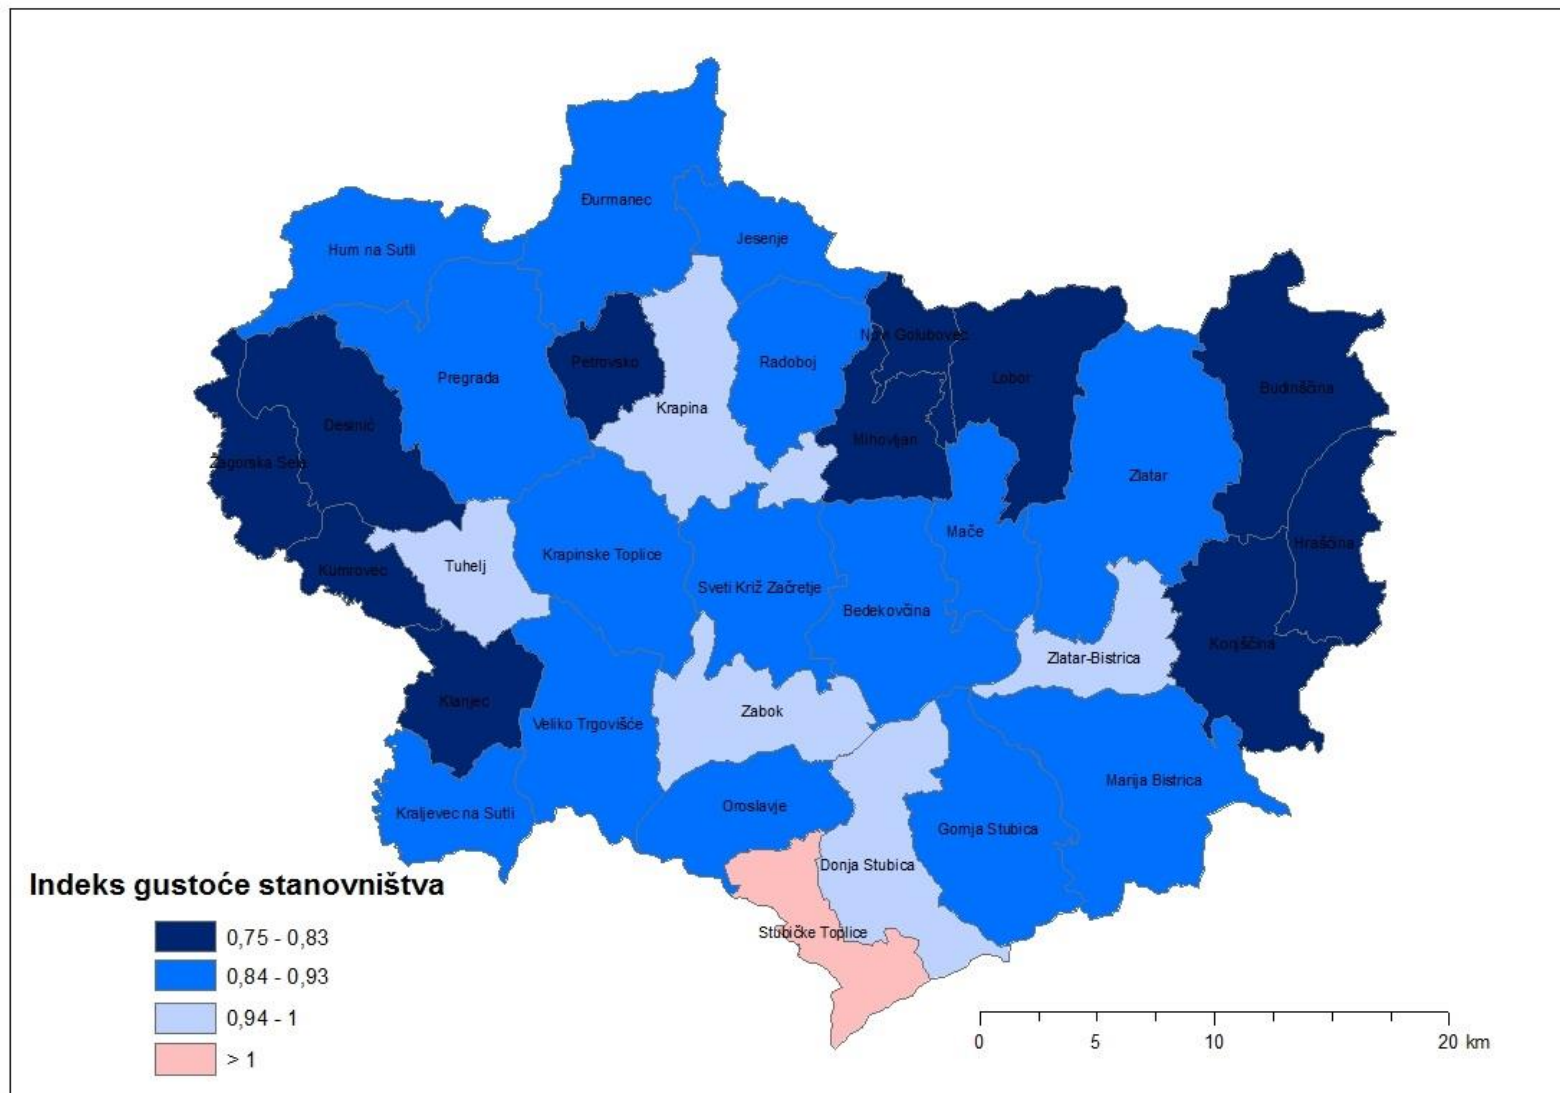 Đurmanec
Hum na Sutli
Jesenje
Novi Golubovec
Petrovsko
Radoboj
Pregrada
Lobor
Budinščina
Krapina
Desinić
Mihovljan
Zagorska Sela
Zlatar
Mače
Hrašćina
Krapinske Toplice
Tuhelj
Kumrovec
Sveti Križ Začretje
Bedekovčina
Konjščina
Zlatar-Bistrica
Klanjec
Zabok
Veliko Trgovišće
Marija Bistrica
Oroslavje
Kraljevec na Sutli
Gornja Stubica
Donja Stubica
Stubičke Toplice
Indeks gustoće stanovništva
0,75 - 0,83
0,84 - 0,93
0,94 - 1
> 1
0 5 10 20 km